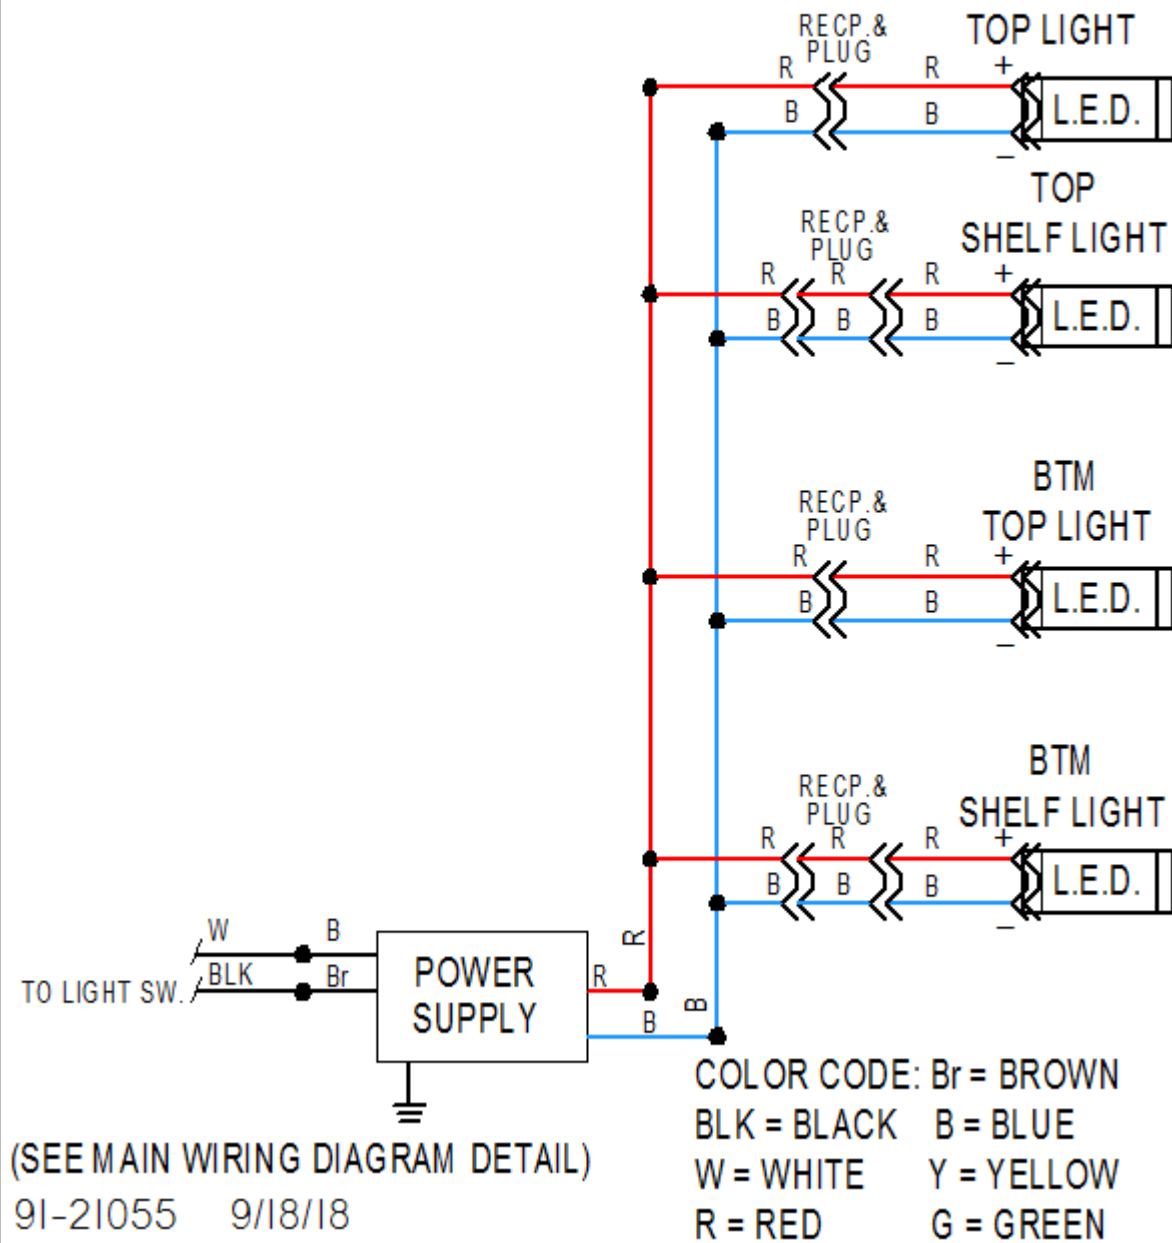 RECP.&
PLUG
TOP LIGHT
R
R
+
B
B
L.E.D.
–
TOP
SHELF LIGHT
RECP.&
PLUG
R
R
R
+
B
B
B
L.E.D.
–
BTM
TOP LIGHT
RECP.&
PLUG
R
R
+
B
B
L.E.D.
–
BTM
SHELF LIGHT
RECP.&
PLUG
R
R
R
+
B
B
B
L.E.D.
–
W
B
BLK
Br
TO LIGHT SW.
POWER
SUPPLY
R
R
B
B
COLOR CODE: Br = BROWN
BLK = BLACK B = BLUE
W = WHITE Y = YELLOW
R = RED G = GREEN
(SEE MAIN WIRING DIAGRAM DETAIL)
91-21055 9/18/18